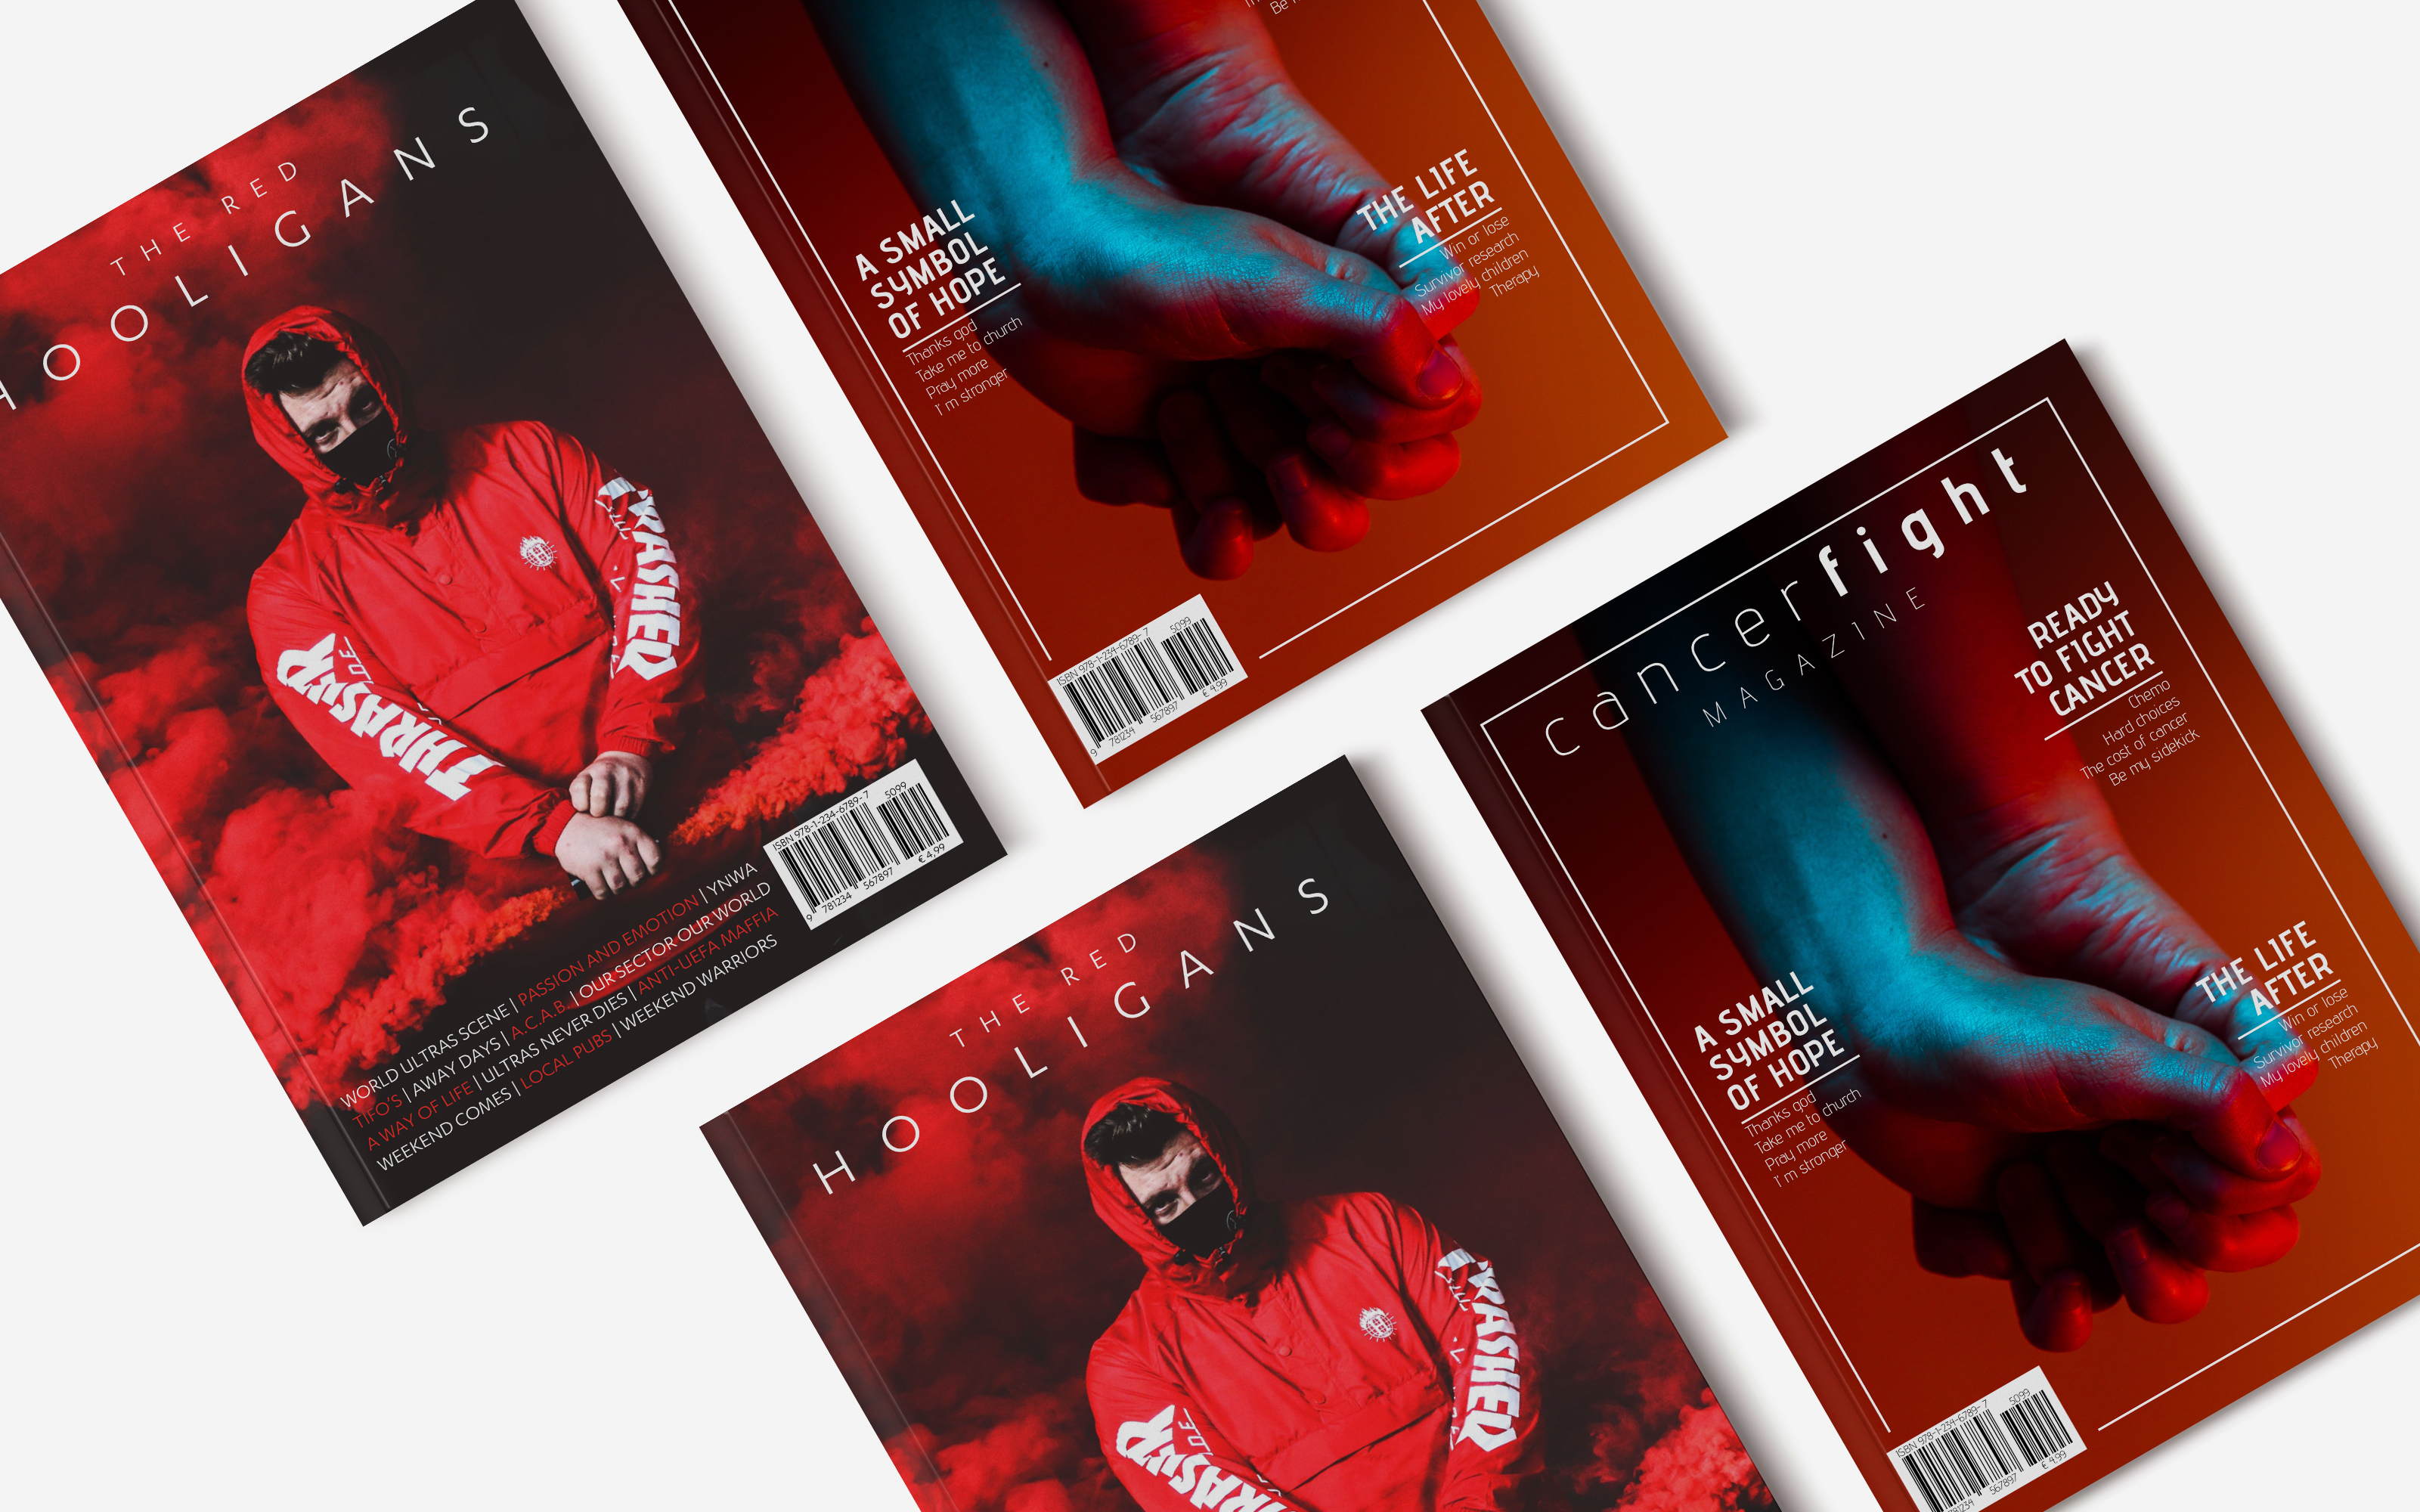 THE RED
HOOLIGANS
THRASHER
THRASHER
WORLD ULTRAS SCENE | PASSION AND EMOTION | YNWA
TIFO'S | AWAY DAYS | A.C.A.B. | OUR SECTOR OUR WORLD
A WAY OF LIFE | ULTRAS NEVER DIES | ANTI-UEFA MAFFIA
WEEKEND COMES | LOCAL PUBS | WEEKEND WARRIORS
ISBN 978-1-234-6789-7
5099
9 781234 567897
€ 4,99
A SMALL
SYMBOL
OF HOPE
Thanks god
Take me to church
Pray more
I'm stronger
THE LIFE
AFTER
Win or lose
Survivor research
My lovely children
Therapy
ISBN 978-1-234-6789-7
5099
9 781234 567897
€ 4.99
THE RED
HOOLIGANS
THRASHER
THRASHER
cancerfight
MAGAZINE
READY
TO FIGHT
CANCER
Chemo
Hard choices
The cost of cancer
Be my sidekick
A SMALL
SYMBOL
OF HOPE
Thanks god
Take me to church
Pray more
I'm stronger
THE LIFE
AFTER
Win or lose
Survivor research
My lovely children
Therapy
ISBN 978-1-234-6789-7
5099
781234 567897
€ 4.99